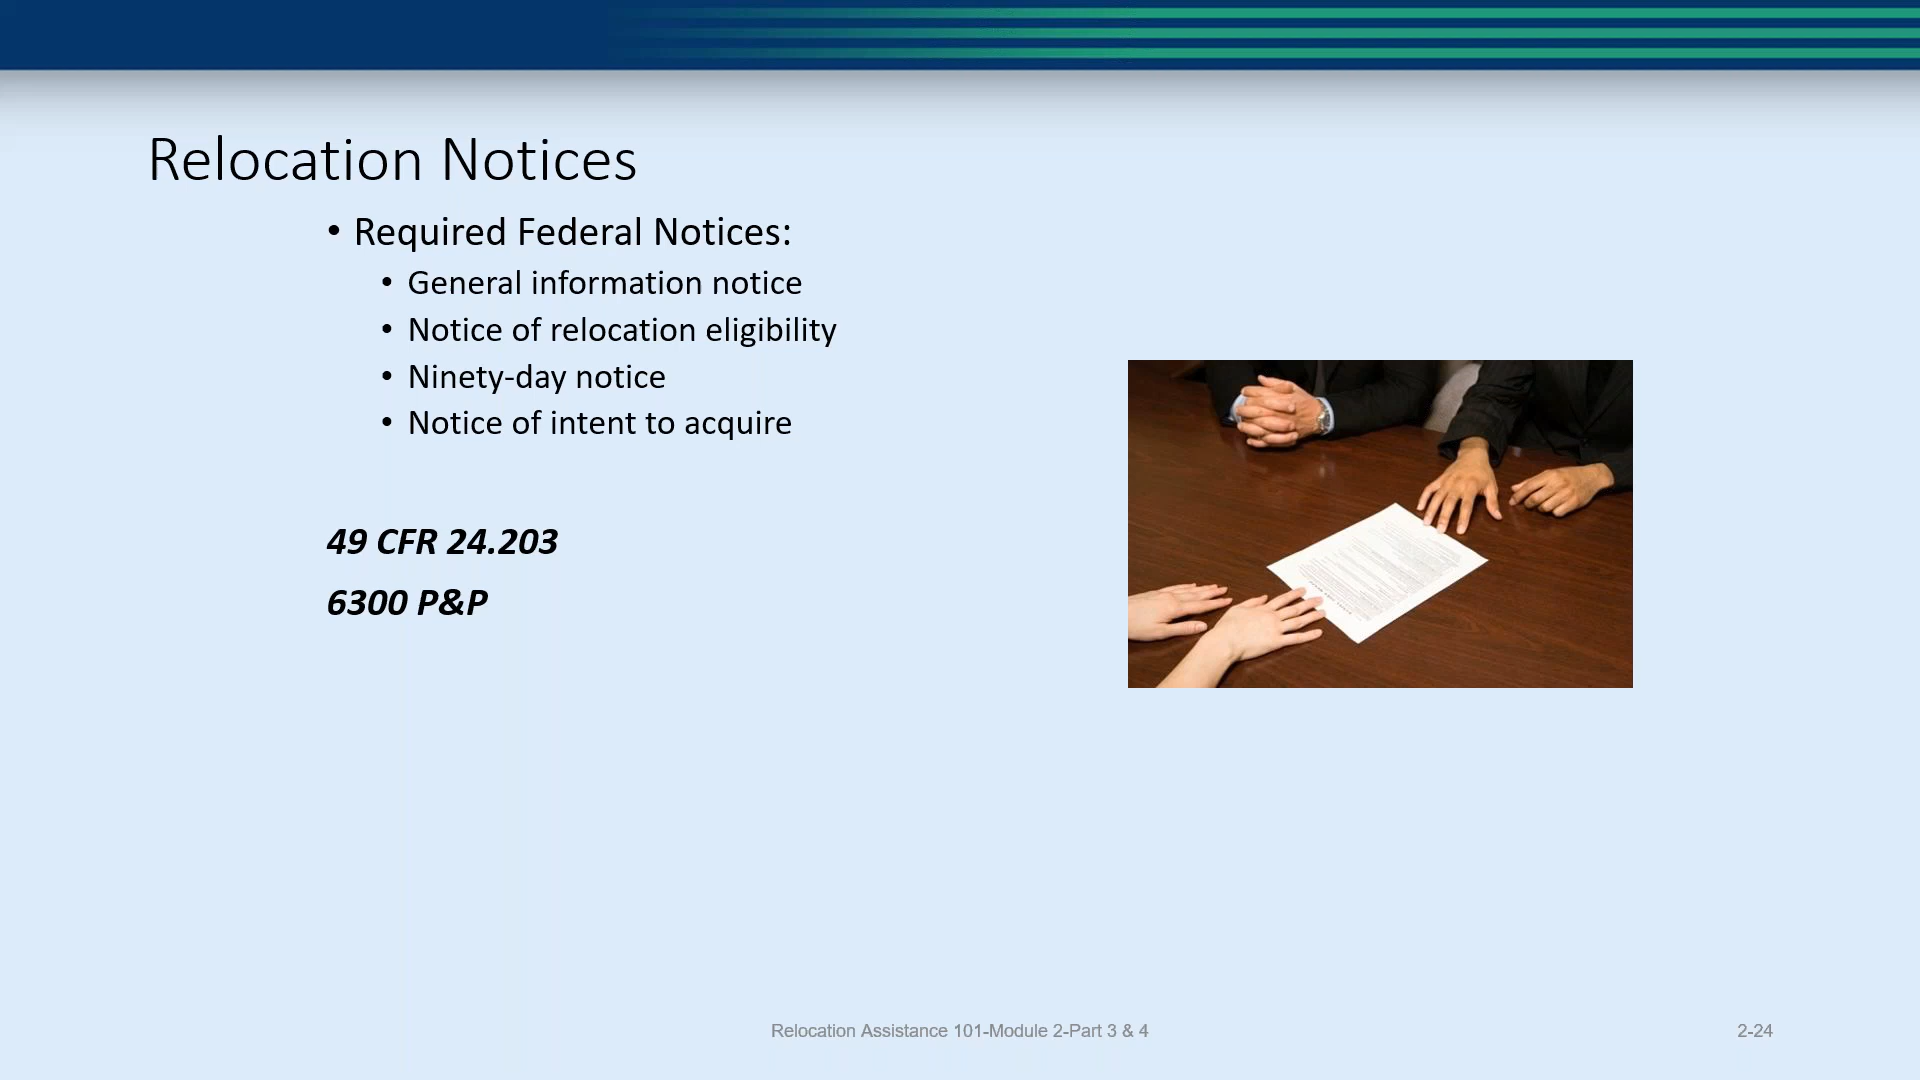 Relocation Notices
• Required Federal Notices:
• General information notice
• Notice of relocation eligibility
• Ninety-day notice
• Notice of intent to acquire
49 CFR 24.203
6300 P&P
Relocation Assistance 101-Module 2-Part 3 & 4
2-24